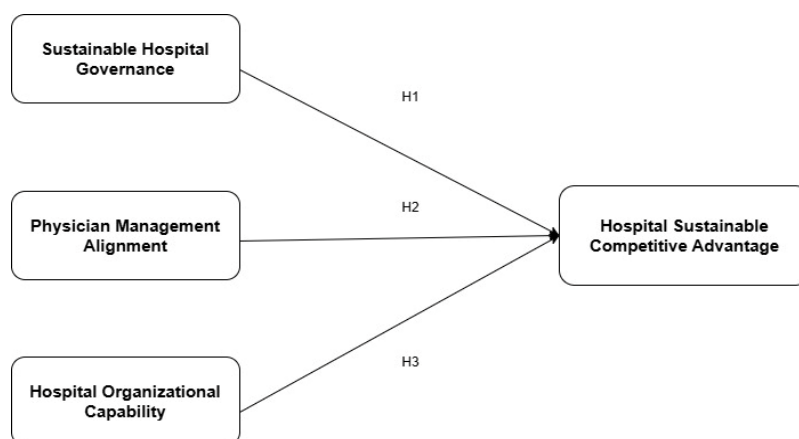 Sustainable Hospital
Governance
H1
Physician Management
Alignment
H2
Hospital Sustainable
Competitive Advantage
Hospital Organizational
Capability
H3